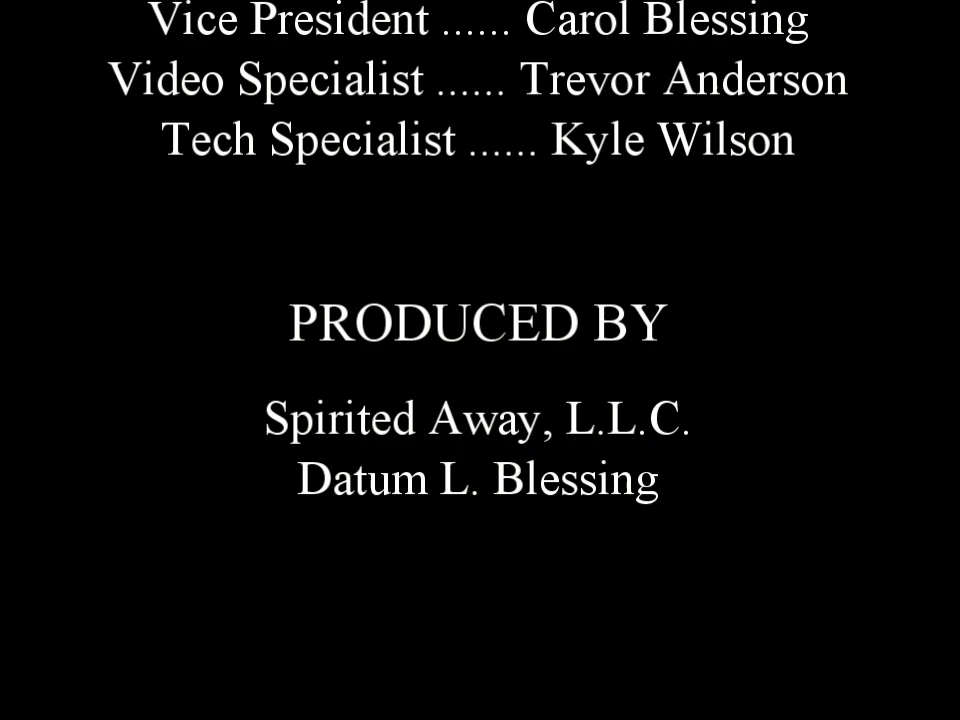 Vice President ...... Carol Blessing
Video Specialist ...... Trevor Anderson
Tech Specialist ...... Kyle Wilson
PRODUCED BY
Spirited Away, L.L.C.
Datum L. Blessing